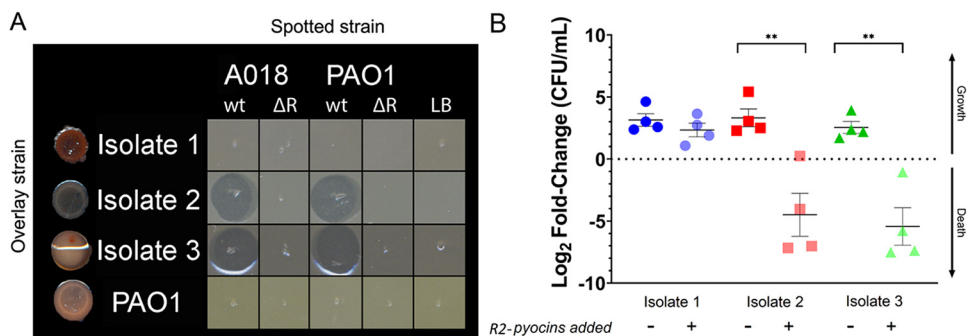 A
Spotted strain
A018 PAO1
wt ΔR wt ΔR LB
Overlay strain
Isolate 1
Isolate 2
Isolate 3
PAO1
B
Log2 Fold-Change (CFU/mL)
10
5
0
-5
-10
** **
Growth
Death
Isolate 1 Isolate 2 Isolate 3
R2-pyocins added - + - + - +